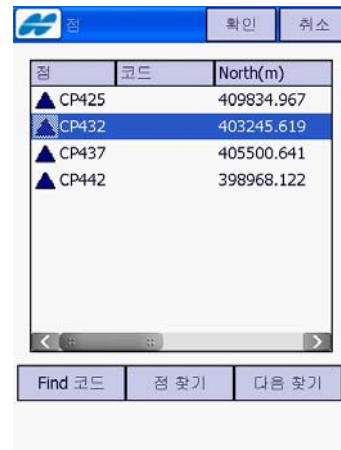 점 확인 취소
점 코드 North(m)
CP425 409834.967
CP432 403245.619
CP437 405500.641
CP442 398968.122
Find 코드 점 찾기 다음 찾기